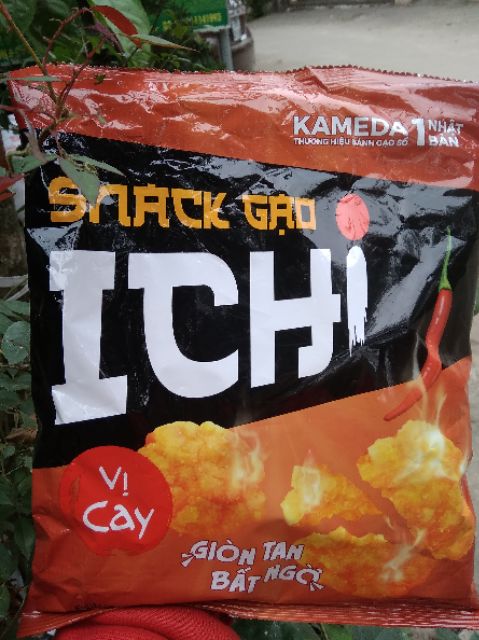 KAMEDA 1 NHẬT BẢN
THƯƠNG HIỆU BÁNH GẠO SỐ
SNACK GẠO
ICHI
VỊ
Cay
GIÒN TAN
BẤT NGỜ